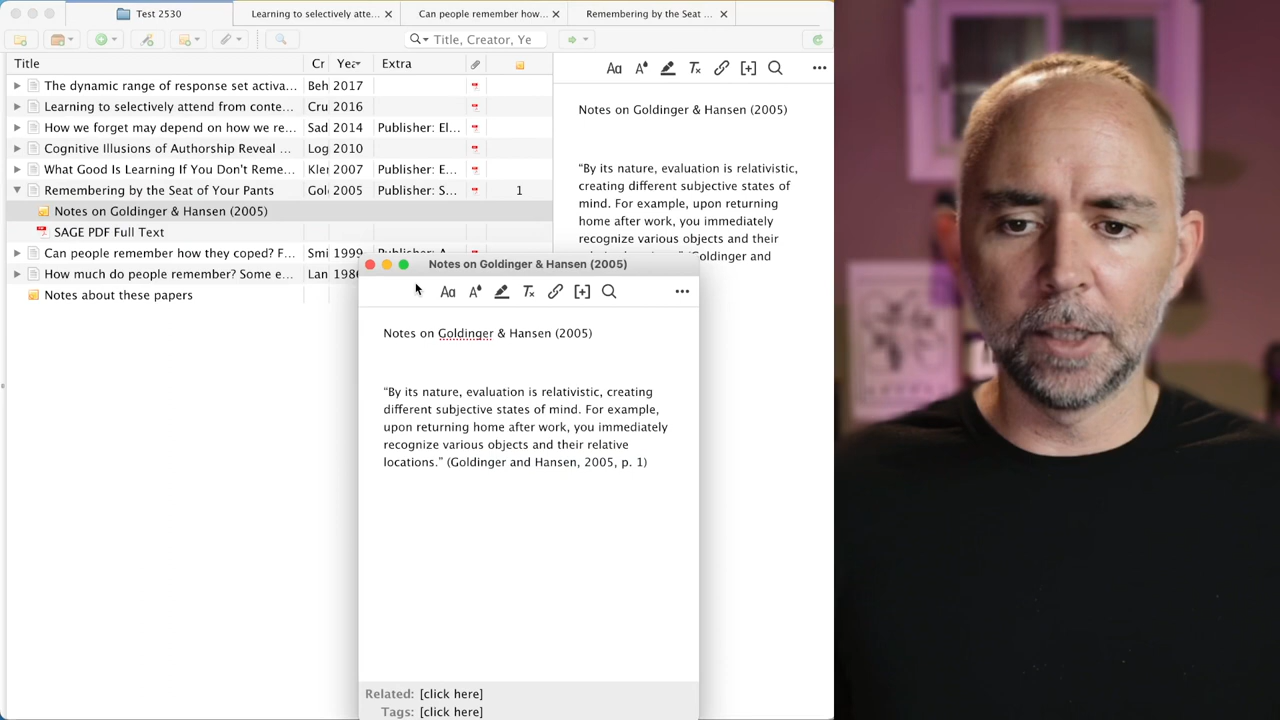 Test 2530
Learning to selectively atte...
Can people remember how...
Remembering by the Seat ...
Title, Creator, Ye
Title Cr Ye Extra
The dynamic range of response set activa... Beh 2017
Learning to selectively attend from conte... Cru 2016
How we forget may depend on how we re... Sad 2014 Publisher: El...
Cognitive Illusions of Authorship Reveal ... Log 2010
What Good Is Learning If You Don't Reme... Kler 2007 Publisher: E...
Remembering by the Seat of Your Pants Gol 2005 Publisher: S... 1
Notes on Goldinger & Hansen (2005)
SAGE PDF Full Text
Can people remember how they coped? F... Smi 1999
How much do people remember? Some e... Lan 1986
Notes about these papers
Aa
Notes on Goldinger & Hansen (2005)
“By its nature, evaluation is relativistic,
creating different subjective states of
mind. For example, upon returning
home after work, you immediately
recognize various objects and their
Notes on Goldinger & Hansen (2005)
Aa
Notes on Goldinger & Hansen (2005)
“By its nature, evaluation is relativistic, creating
different subjective states of mind. For example,
upon returning home after work, you immediately
recognize various objects and their relative
locations.” (Goldinger and Hansen, 2005, p. 1)
Related: [click here]
Tags: [click here]